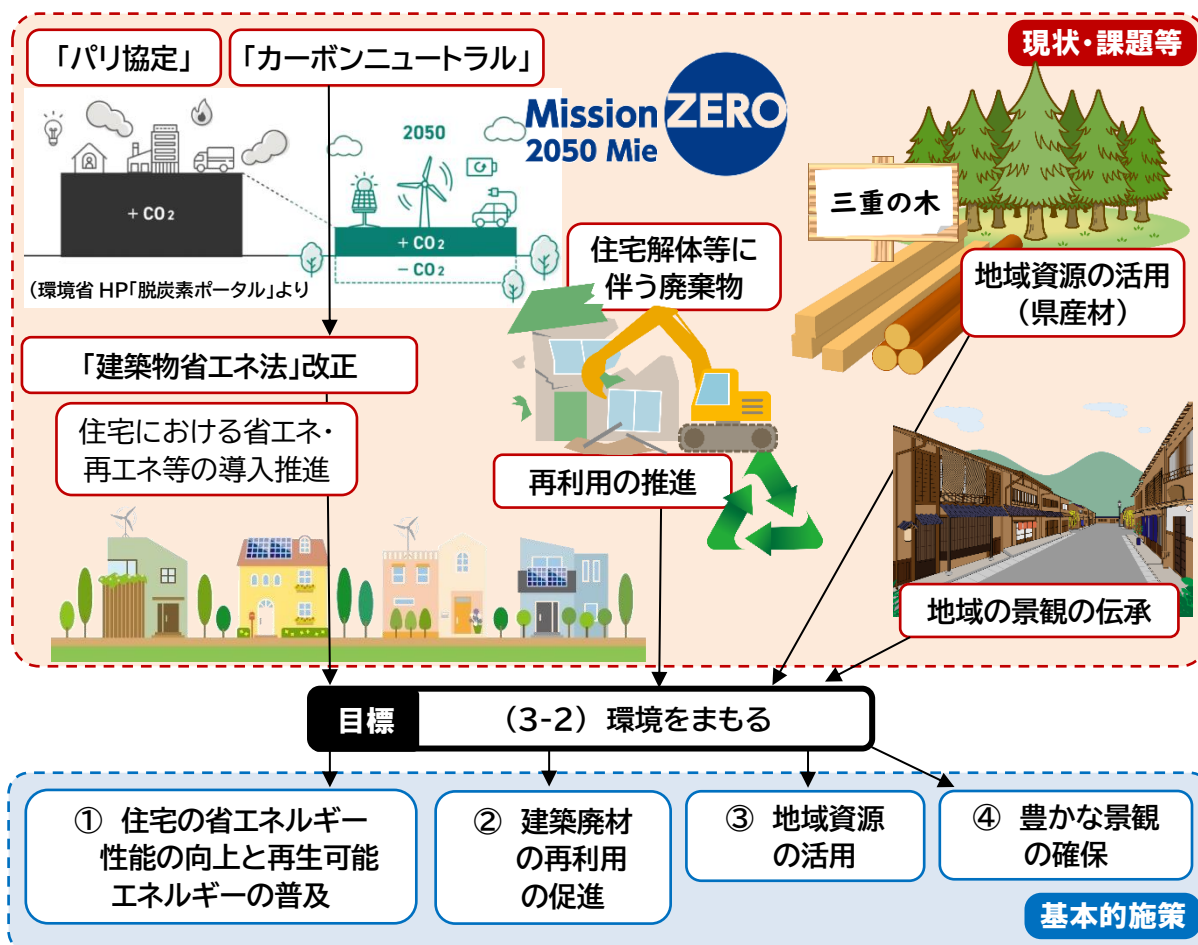 現状・課題等
「パリ協定」
「カーボンニュートラル」
Mission ZERO
2050 Mie
2050
+ CO2
+ CO2
− CO2
(環境省 HP「脱炭素ポータル」より
三重の木
住宅解体等に
伴う廃棄物
地域資源の活用
(県産材)
「建築物省エネ法」改正
住宅における省エネ・
再エネ等の導入推進
再利用の推進
地域の景観の伝承
目標
(3-2) 環境をまもる
① 住宅の省エネルギー
性能の向上と再生可能
エネルギーの普及
② 建築廃材
の再利用
の促進
③ 地域資源
の活用
④ 豊かな景観
の確保
基本的施策